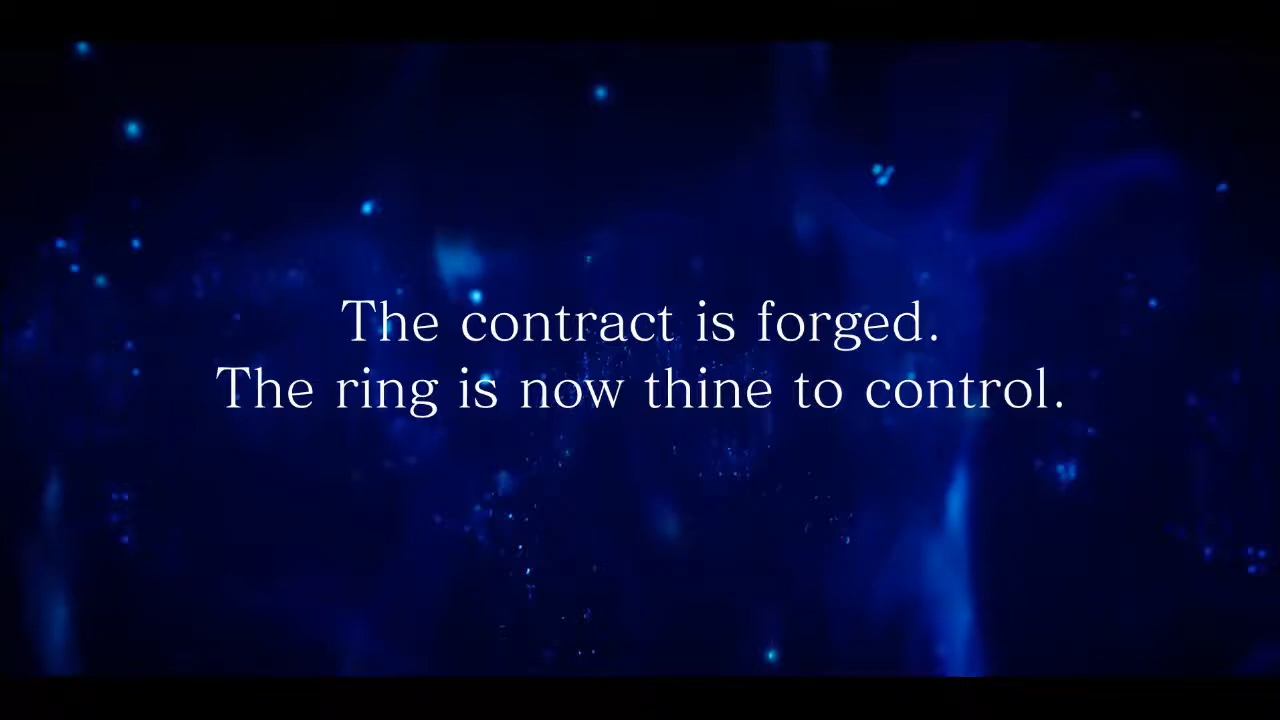 The contract is forged.
The ring is now thine to control.